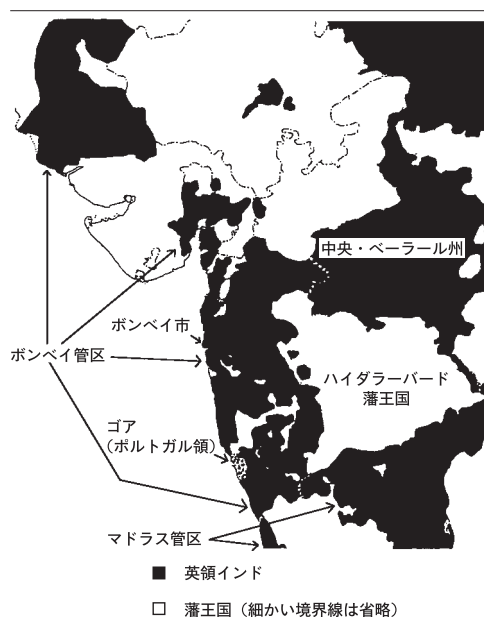 中央・ベーラール州
ボンベイ市
ボンベイ管区
ハイダラーバード
藩王国
ゴア
（ポルトガル領）
マドラス管区
■ 英領インド
□ 藩王国（細かい境界線は省略）